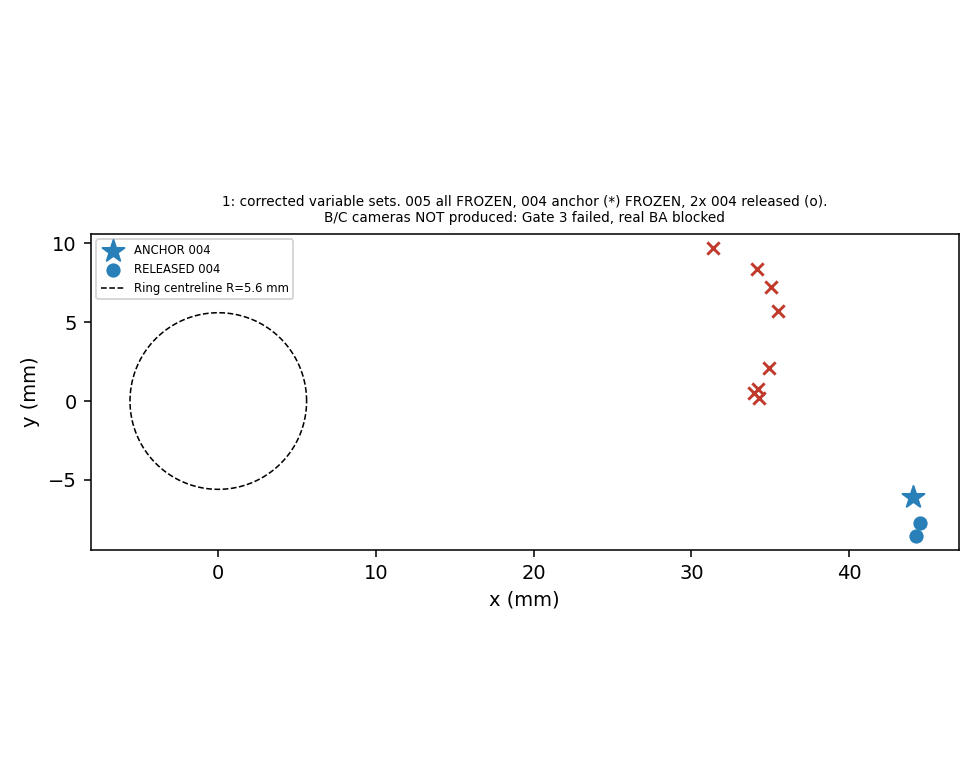 1: corrected variable sets. 005 all FROZEN, 004 anchor (*) FROZEN, 2x 004 released (o).
B/C cameras NOT produced: Gate 3 failed, real BA blocked
ANCHOR 004
RELEASED 004
Ring centreline R=5.6 mm
10
5
0
−5
y (mm)
0
10
20
30
40
x (mm)